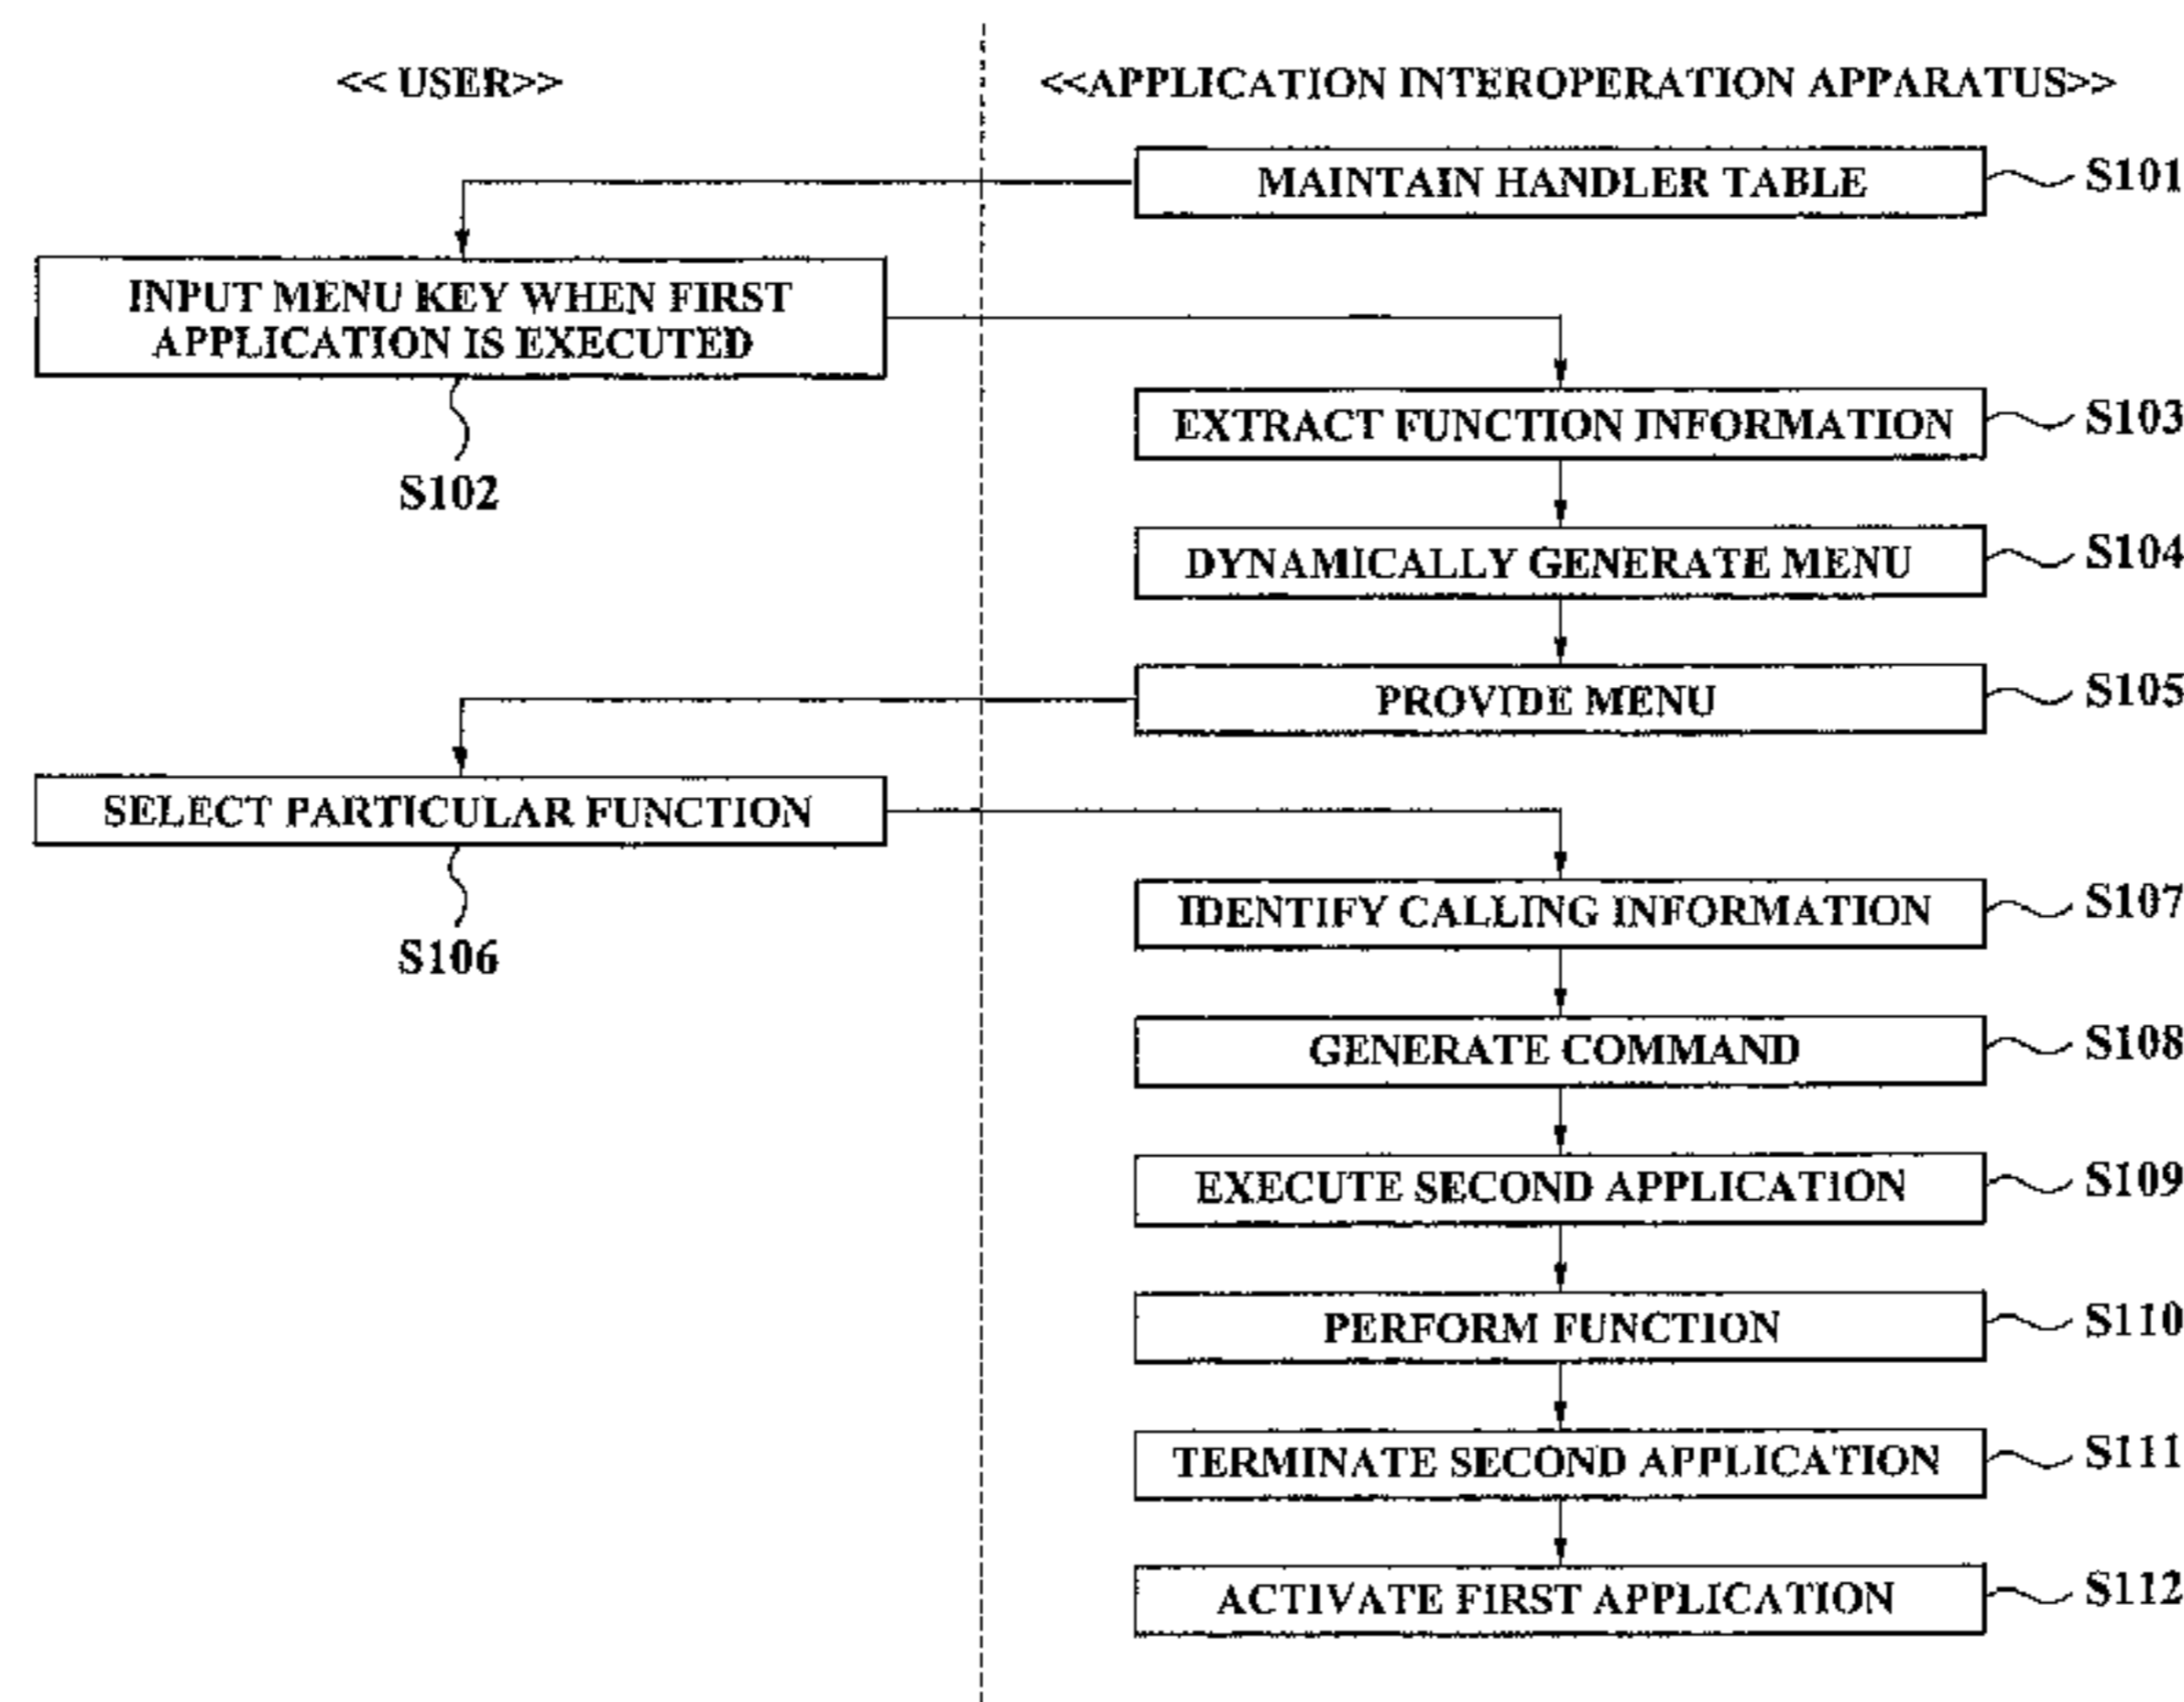 << USER>>
<<APPLICATION INTEROPERATION APPARATUS>>
MAINTAIN HANDLER TABLE
S101
INPUT MENU KEY WHEN FIRST
APPLICATION IS EXECUTED
S102
EXTRACT FUNCTION INFORMATION
S103
DYNAMICALLY GENERATE MENU
S104
PROVIDE MENU
S105
SELECT PARTICULAR FUNCTION
S106
IDENTIFY CALLING INFORMATION
S107
GENERATE COMMAND
S108
EXECUTE SECOND APPLICATION
S109
PERFORM FUNCTION
S110
TERMINATE SECOND APPLICATION
S111
ACTIVATE FIRST APPLICATION
S112